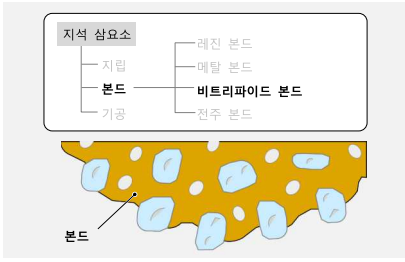 지석 삼요소
지립
본드
기공
레진 본드
메탈 본드
비트리파이드 본드
전주 본드
본드